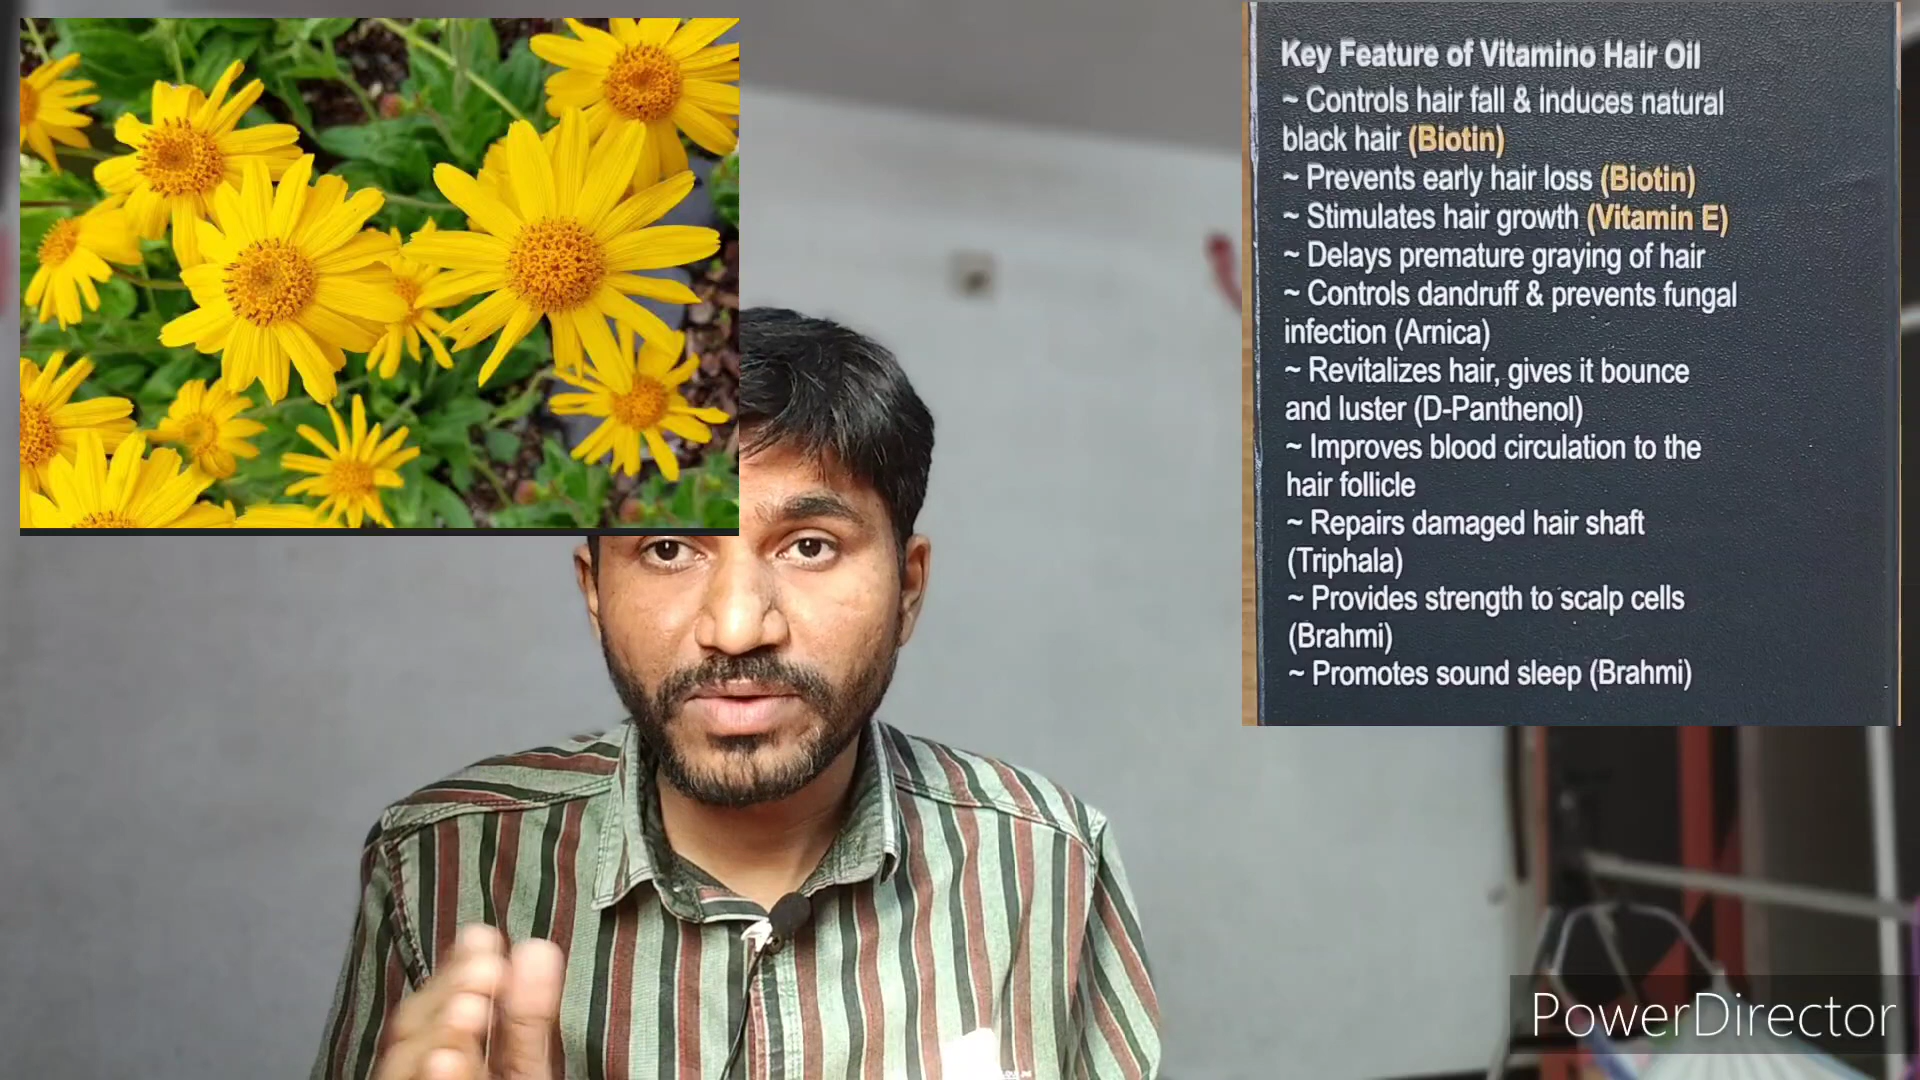 Key Feature of Vitamino Hair Oil
~ Controls hair fall & induces natural
black hair (Biotin)
~ Prevents early hair loss (Biotin)
~ Stimulates hair growth (Vitamin E)
~ Delays premature graying of hair
~ Controls dandruff & prevents fungal
infection (Arnica)
~ Revitalizes hair, gives it bounce
and luster (D-Panthenol)
~ Improves blood circulation to the
hair follicle
~ Repairs damaged hair shaft
(Triphala)
~ Provides strength to scalp cells
(Brahmi)
~ Promotes sound sleep (Brahmi)
PowerDirector